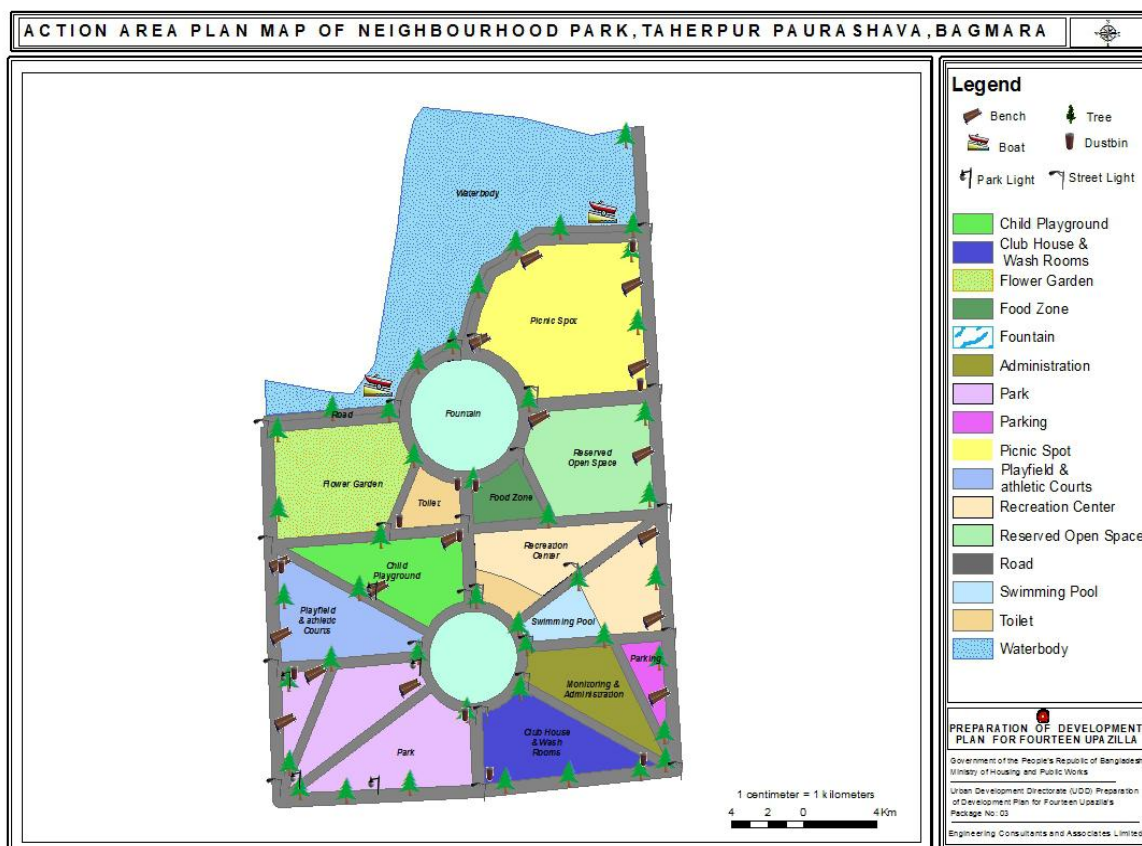 ACTION AREA PLAN MAP OF NEIGHBOURHOOD PARK,TAHERPUR PAURASHAVA,BAGMARA
Waterbody
Picnic Spot
Fountain
Road
Reserved
Open Space
Flower Garden
Toilet
Food Zone
Recreation
Center
Child
Playground
Playfield
& athletic
Courts
Swimming Pool
Parking
Monitoring &
Administration
Club House
& Wash
Rooms
Park
1 centimeter = 1 kilometers
4 2 0 4 Km
Legend
Bench
Tree
Boat
Dustbin
Park Light
Street Light
Child Playground
Club House &
Wash Rooms
Flower Garden
Food Zone
Fountain
Administration
Park
Parking
Picnic Spot
Playfield &
athletic Courts
Recreation Center
Reserved Open Space
Road
Swimming Pool
Toilet
Waterbody
PREPARATION OF DEVELOPMENT
PLAN FOR FOURTEEN UPAZILLA
Government of the People's Republic of Bangladesh
Ministry of Housing and Public Works
Urban Development Directorate (UDD) Preparation
of Development Plan for Fourteen Upazila's
Package No: 03
Engineering Consultants and Associates Limited